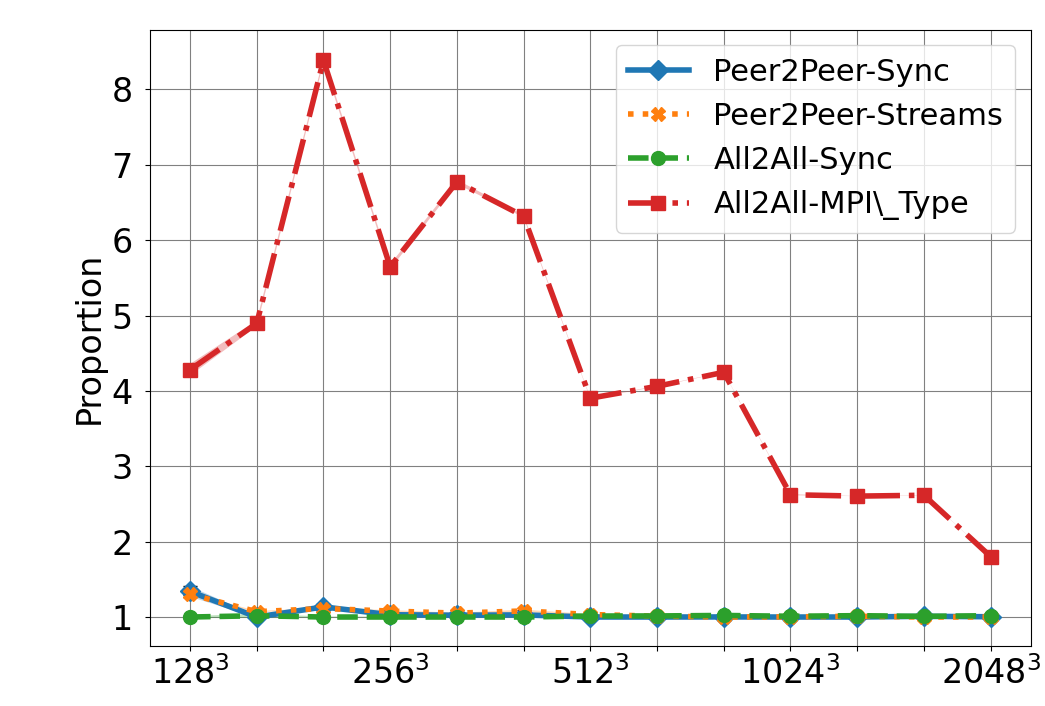 Peer2Peer-Sync
Peer2Peer-Streams
All2All-Sync
All2All-MPI\_Type
Proportion
8
7
6
5
4
3
2
1
128³ 256³ 512³ 1024³ 2048³